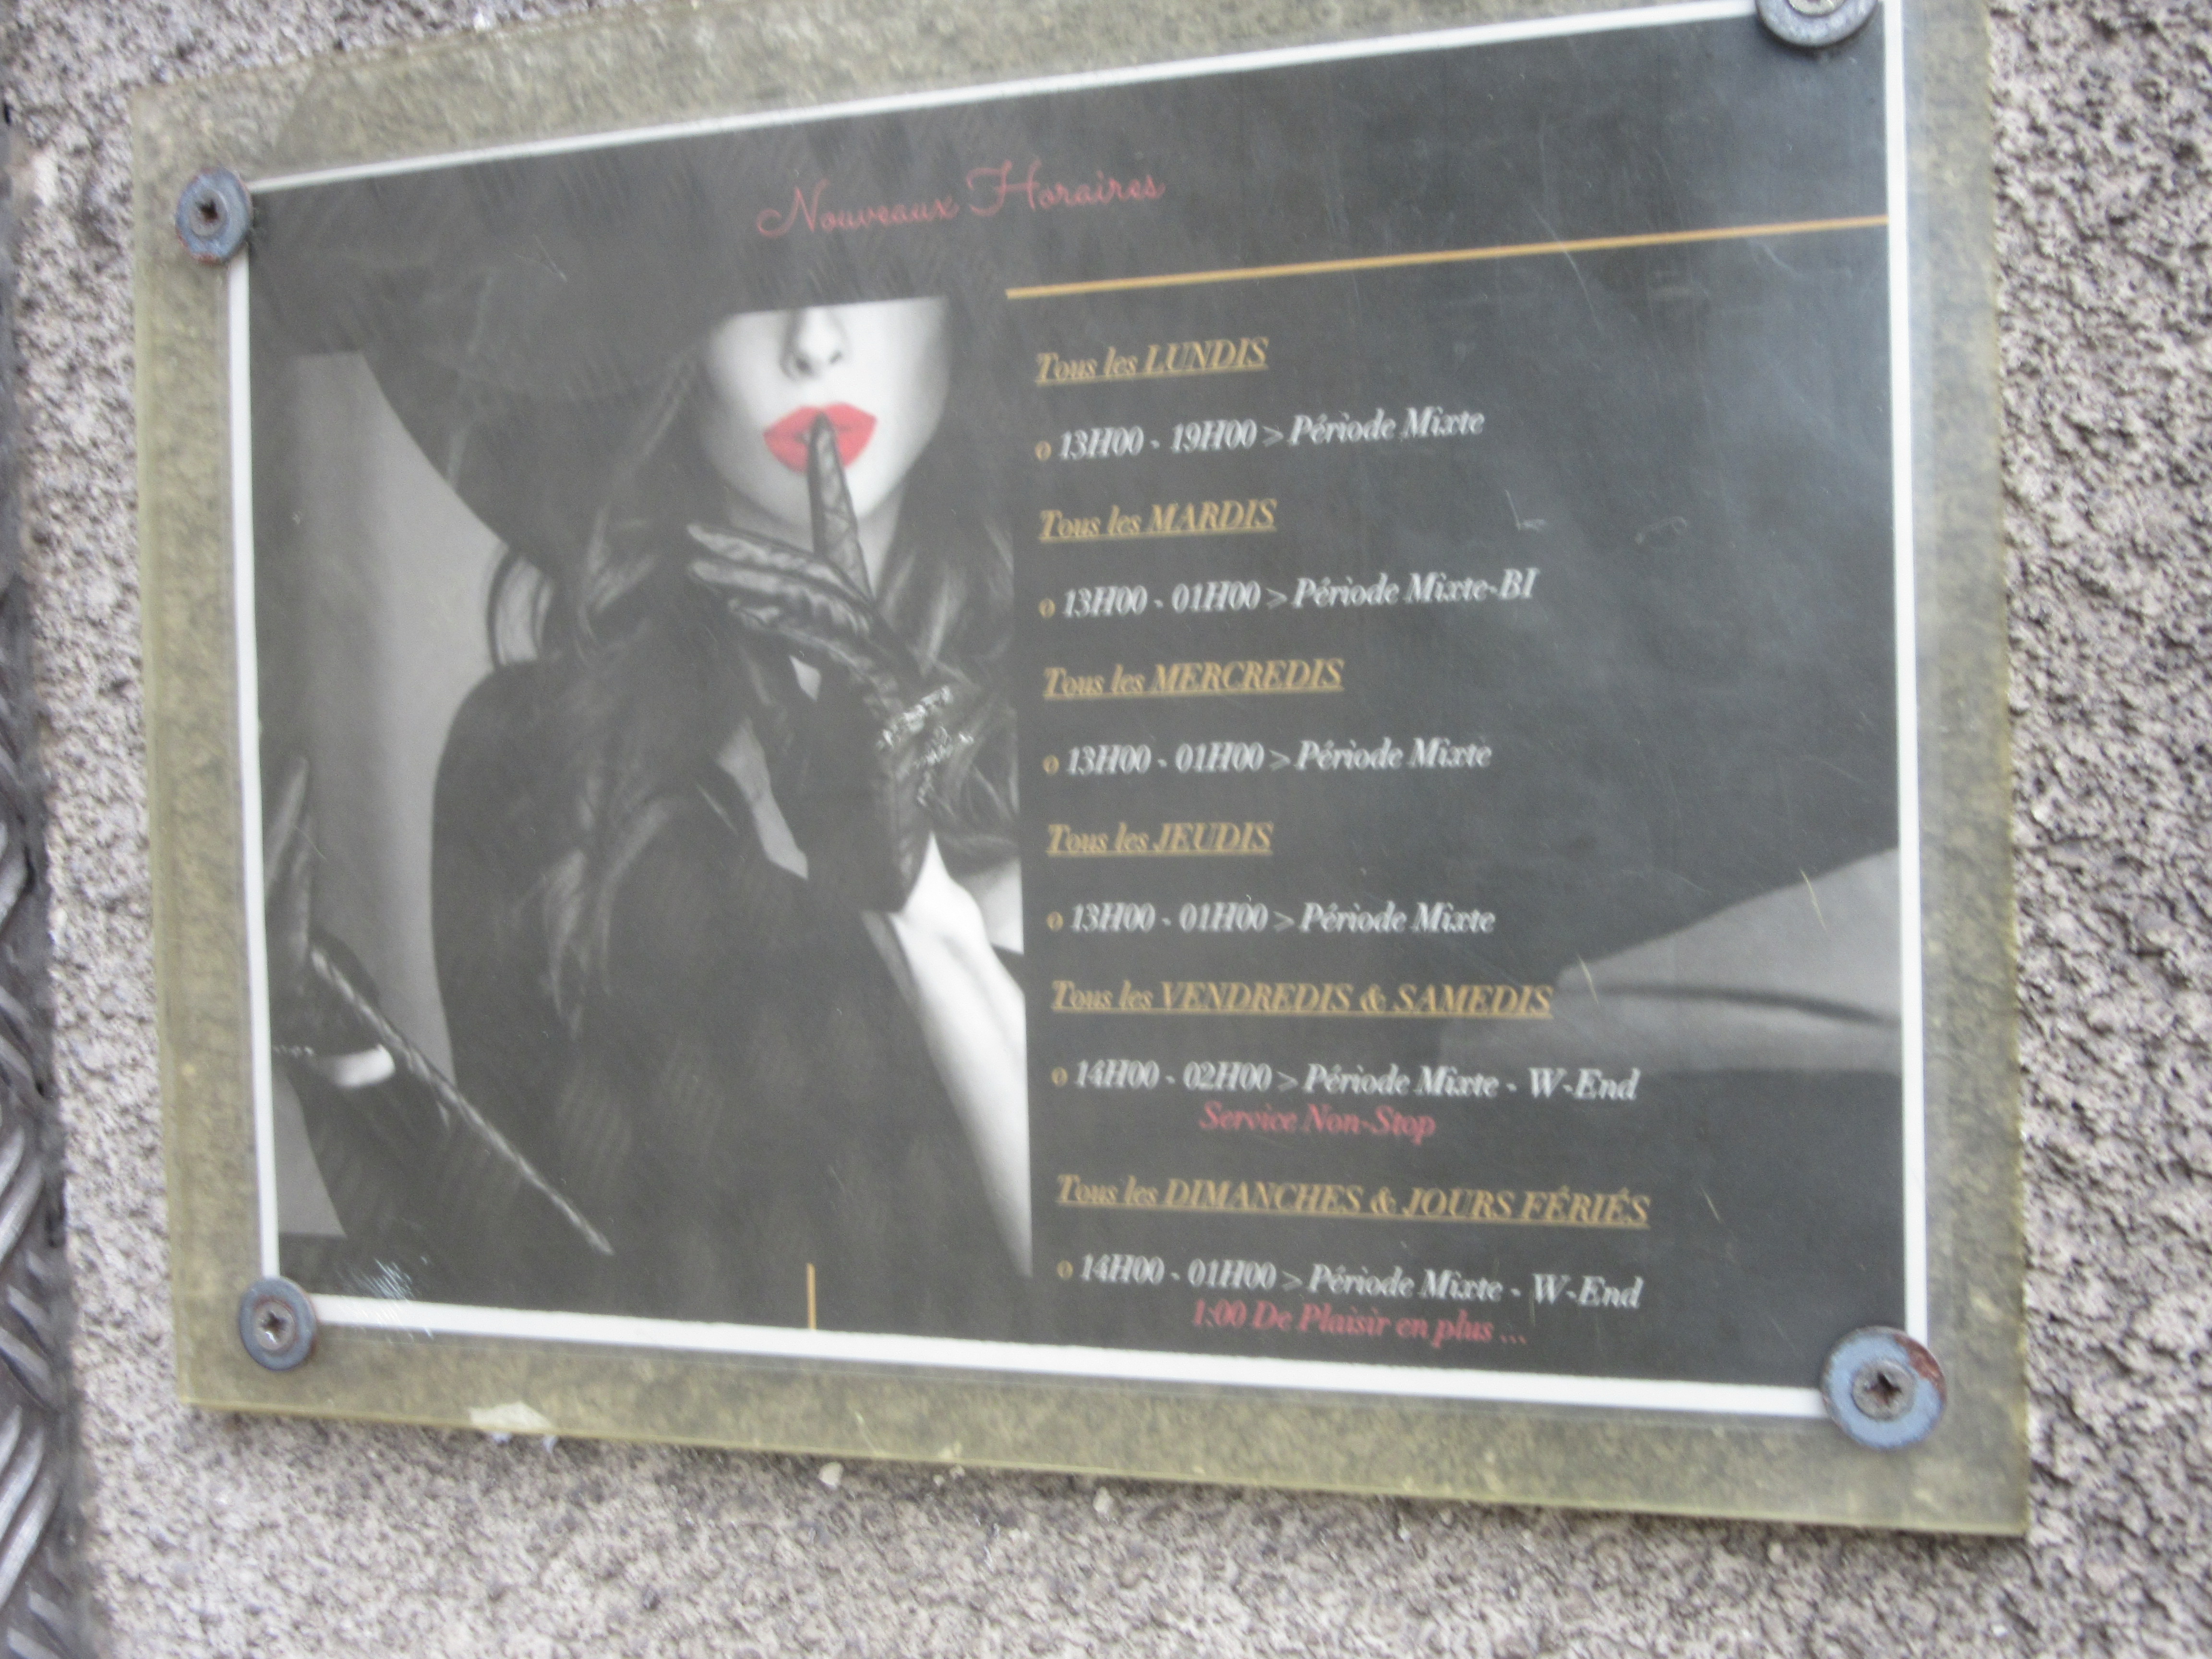 Nouveaux Horaires
Tous les LUNDIS
ø 13H00 - 19H00 > Période Mixte
Tous les MARDIS
ø 13H00 - 01H00 > Période Mixte-BI
Tous les MERCREDIS
ø 13H00 - 01H00 > Période Mixte
Tous les JEUDIS
ø 13H00 - 01H00 > Période Mixte
Tous les VENDREDIS & SAMEDIS
ø 14H00 - 02H00 > Période Mixte - W-End
Service Non-Stop
Tous les DIMANCHES & JOURS FÉRIÉS
ø 14H00 - 01H00 > Période Mixte - W-End
1:00 De Plaisir en plus ...